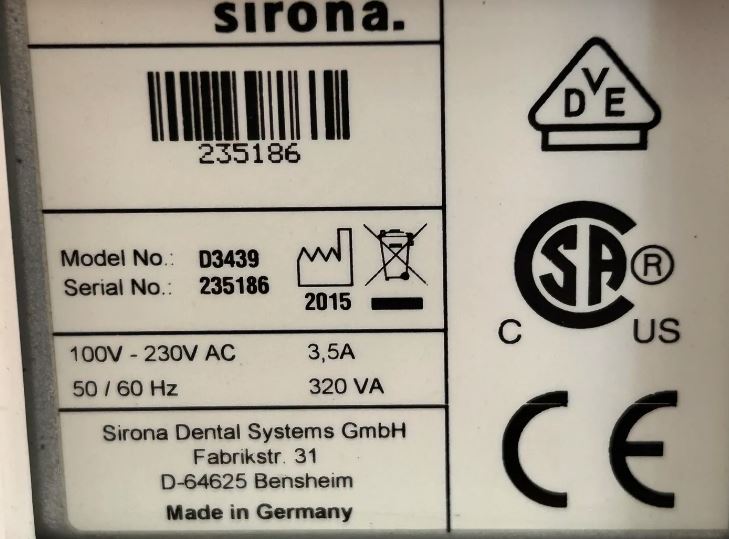 sirona.
235186
Model No.: D3439
Serial No.: 235186
2015
100V - 230V AC 3,5A
50 / 60 Hz 320 VA
Sirona Dental Systems GmbH
Fabrikstr. 31
D-64625 Bensheim
Made in Germany
DVE
C SA ® US
CE